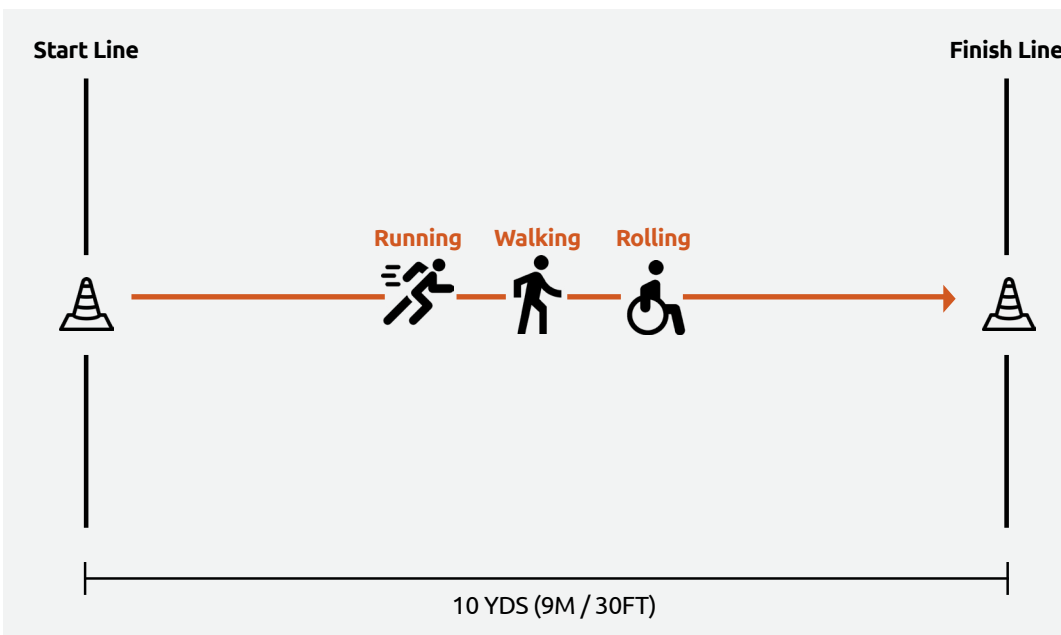 Start Line
Finish Line
Running Walking Rolling
10 YDS (9M / 30FT)